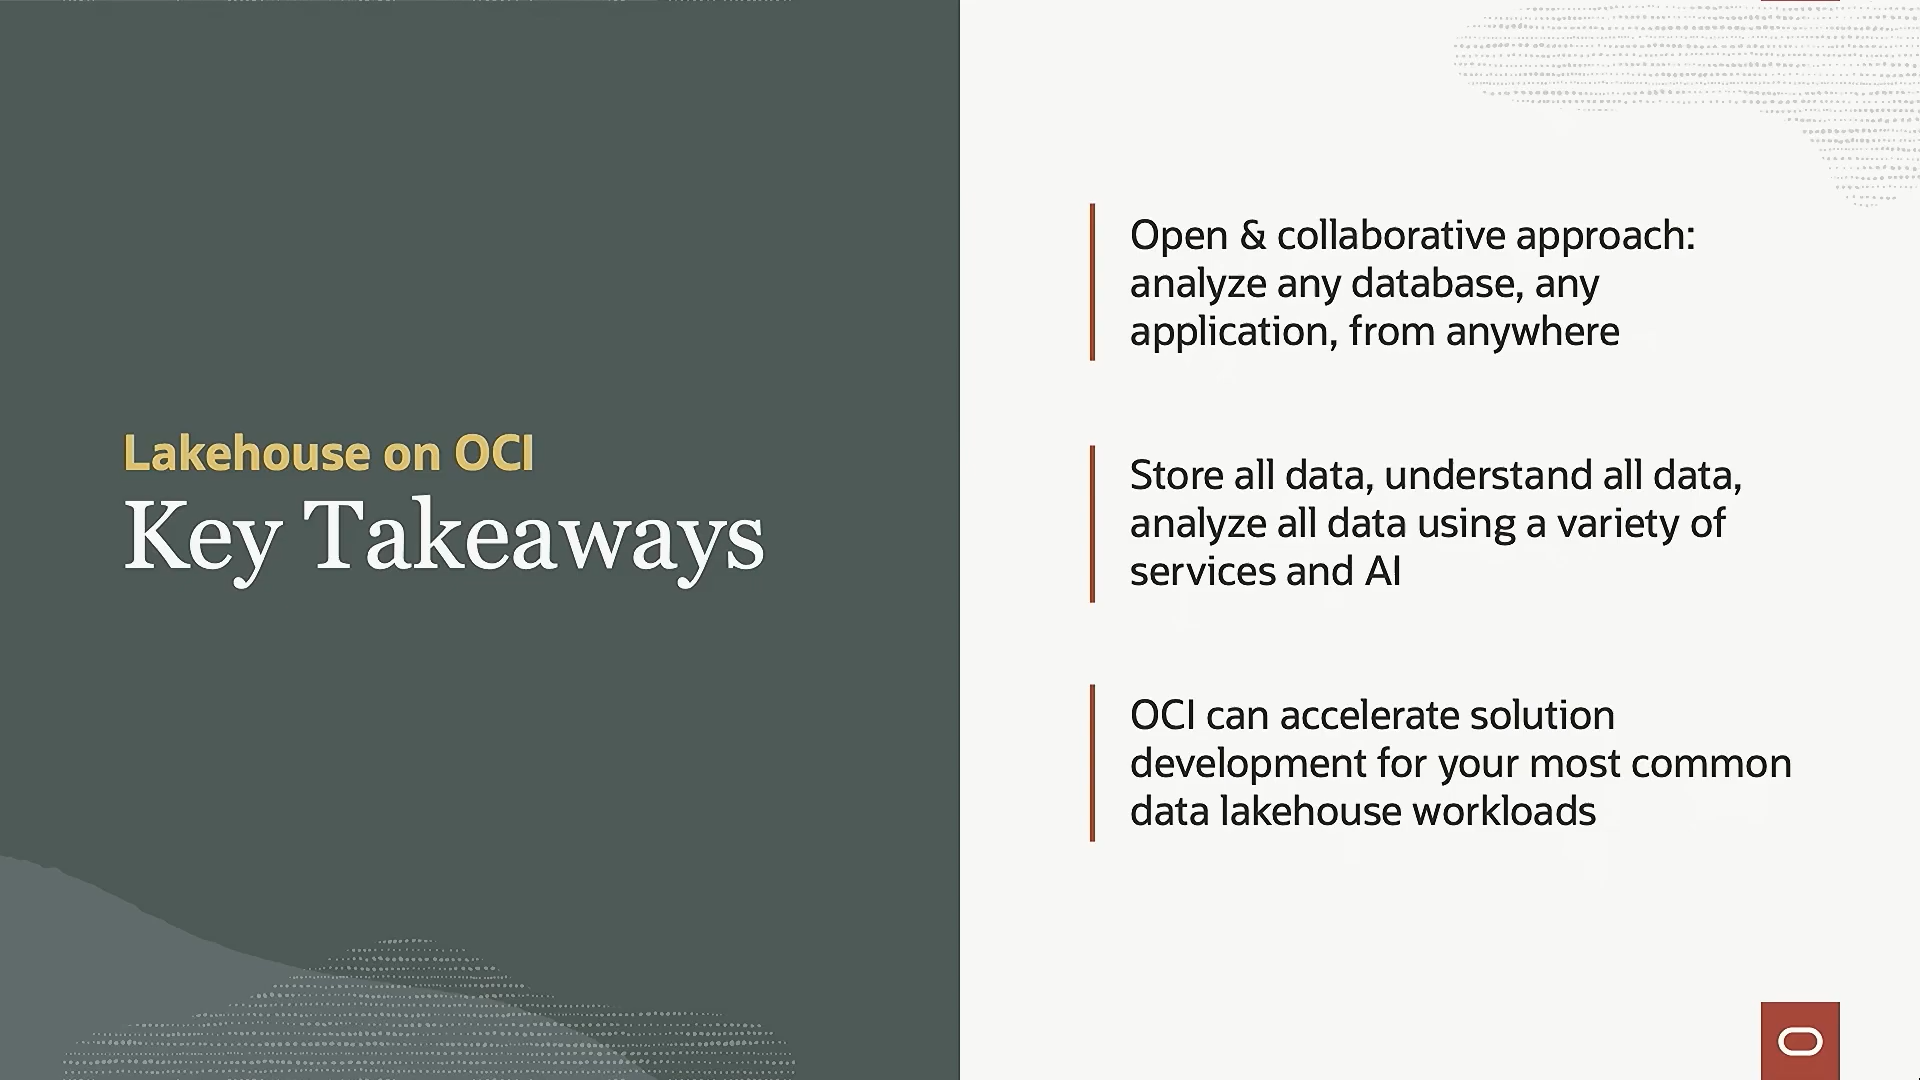 Lakehouse on OCI
Key Takeaways
Open & collaborative approach:
analyze any database, any
application, from anywhere
Store all data, understand all data,
analyze all data using a variety of
services and AI
OCI can accelerate solution
development for your most common
data lakehouse workloads